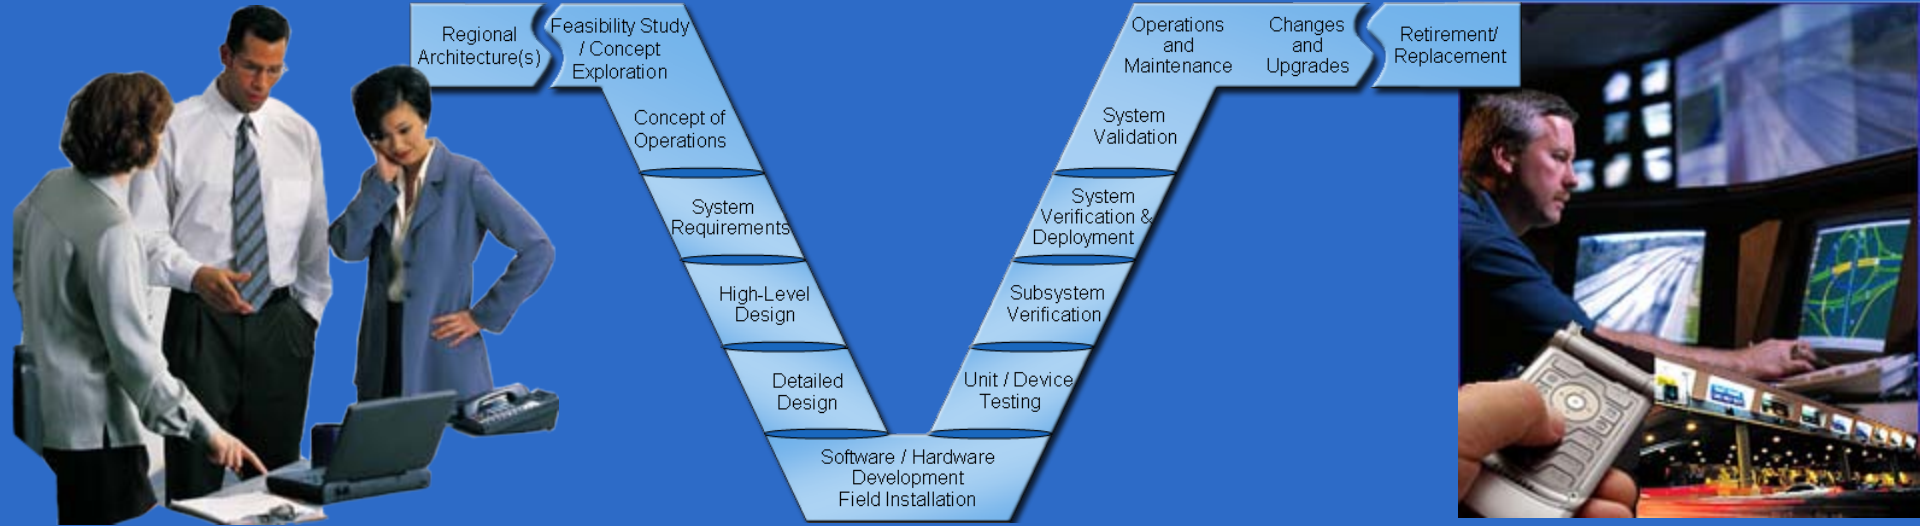 Regional
Architecture(s)
Feasibility Study
/ Concept
Exploration
Concept of
Operations
System
Requirements
High-Level
Design
Detailed
Design
Software / Hardware
Development
Field Installation
Unit / Device
Testing
Subsystem
Verification
System
Verification &
Deployment
System
Validation
Operations
and
Maintenance
Changes
and
Upgrades
Retirement/
Replacement